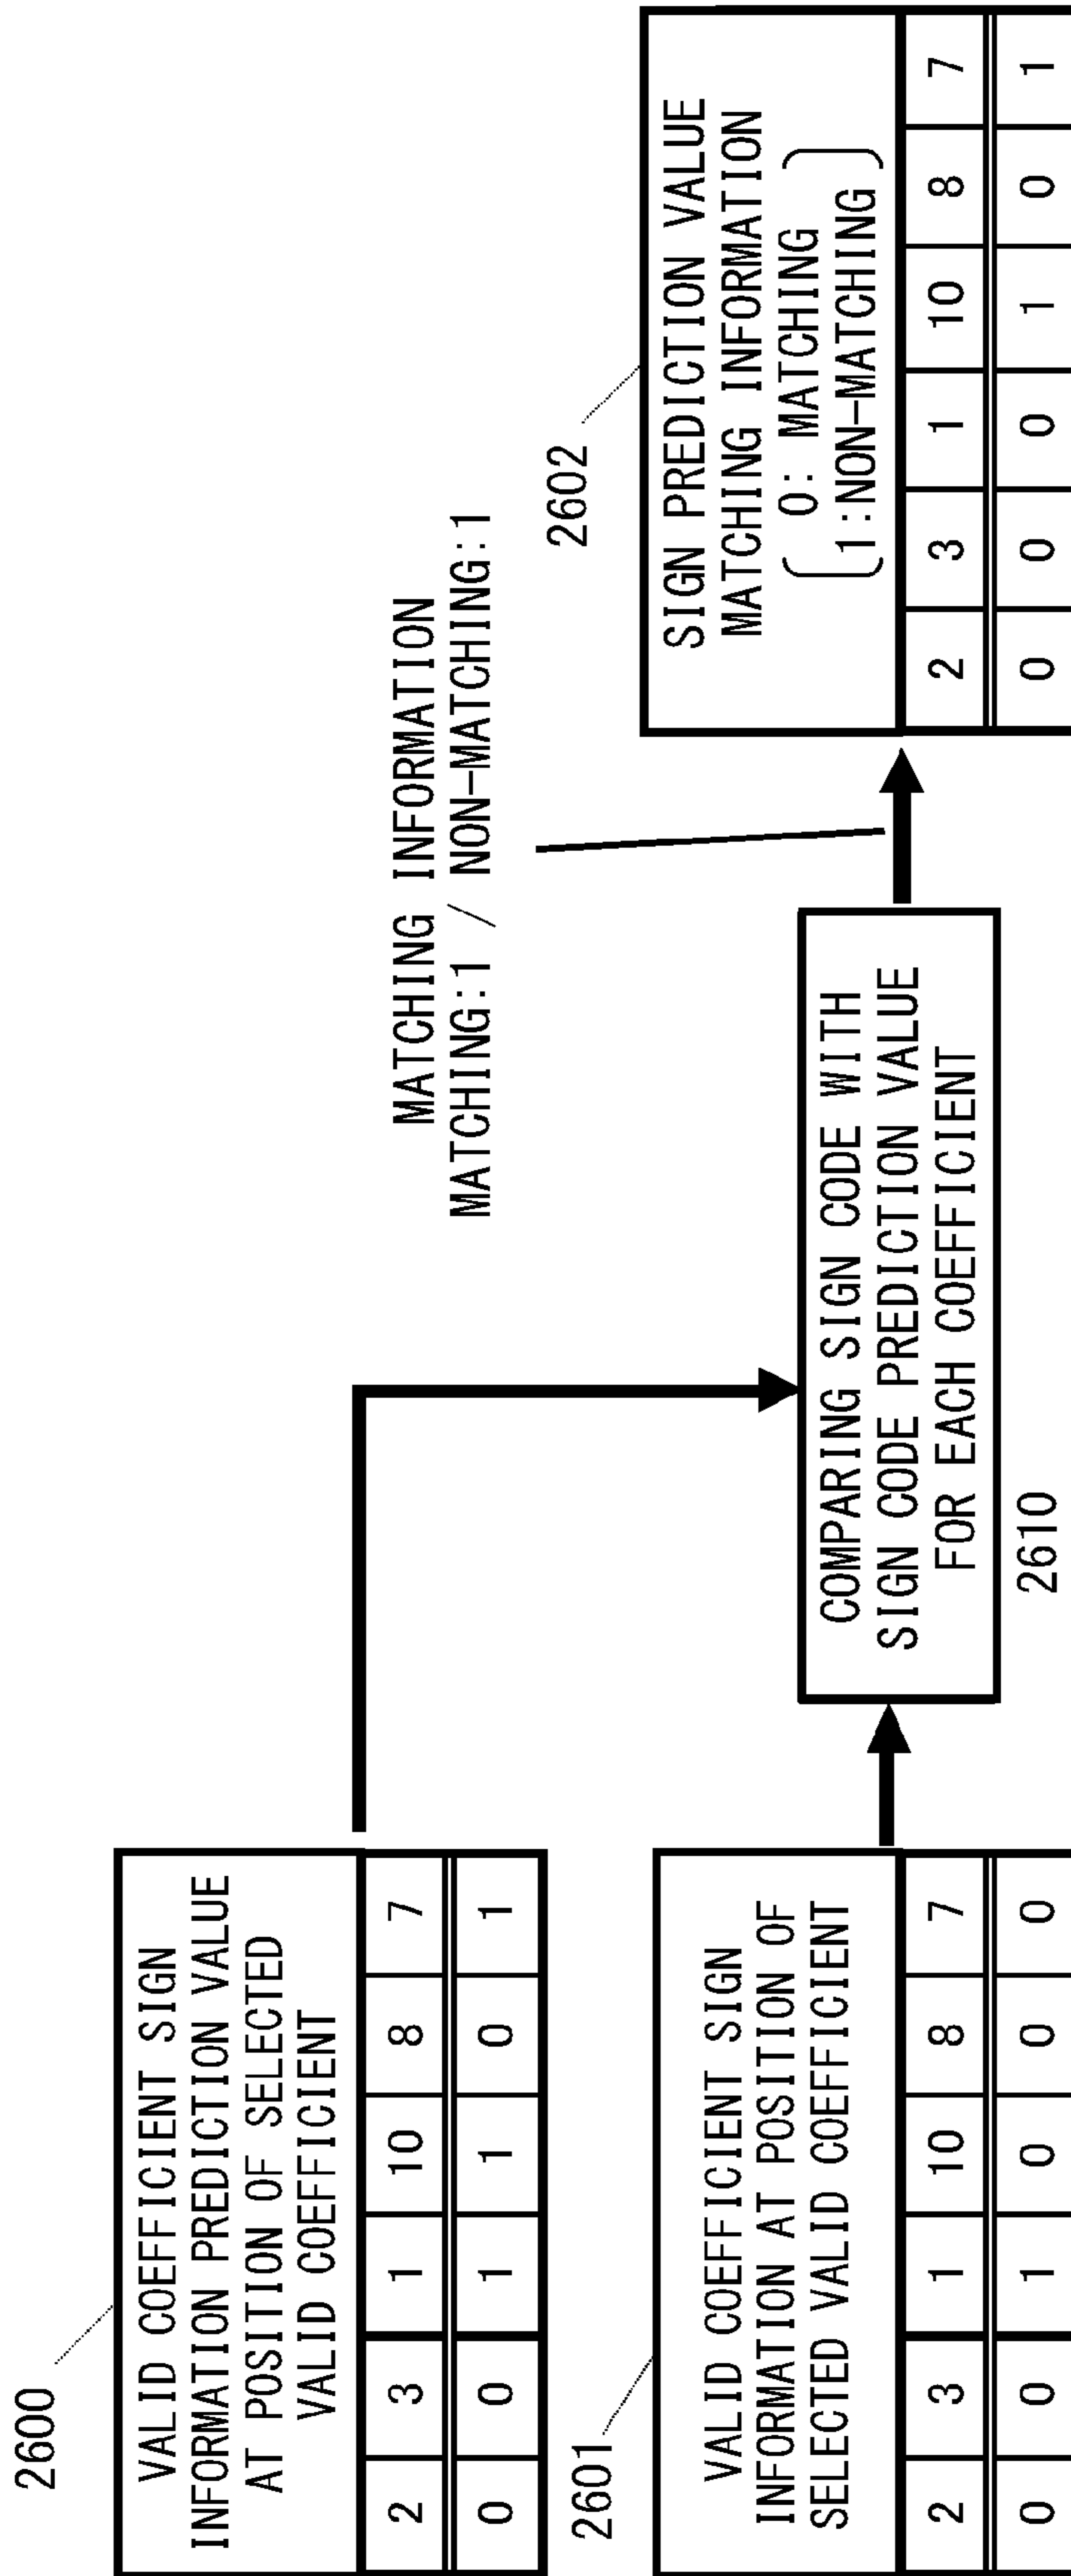 2600
VALID COEFFICIENT SIGN
INFORMATION PREDICTION VALUE
AT POSITION OF SELECTED
VALID COEFFICIENT
2 3 1 10 8 7
0 0 1 1 0 1
2601
VALID COEFFICIENT SIGN
INFORMATION AT POSITION OF
SELECTED VALID COEFFICIENT
2 3 1 10 8 7
0 0 1 0 0 0
COMPARING SIGN CODE WITH
SIGN CODE PREDICTION VALUE
FOR EACH COEFFICIENT
2610
MATCHING INFORMATION
MATCHING:1 / NON-MATCHING:1
2602
SIGN PREDICTION VALUE
MATCHING INFORMATION
0: MATCHING
1:NON-MATCHING
2 3 1 10 8 7
0 0 0 1 0 1